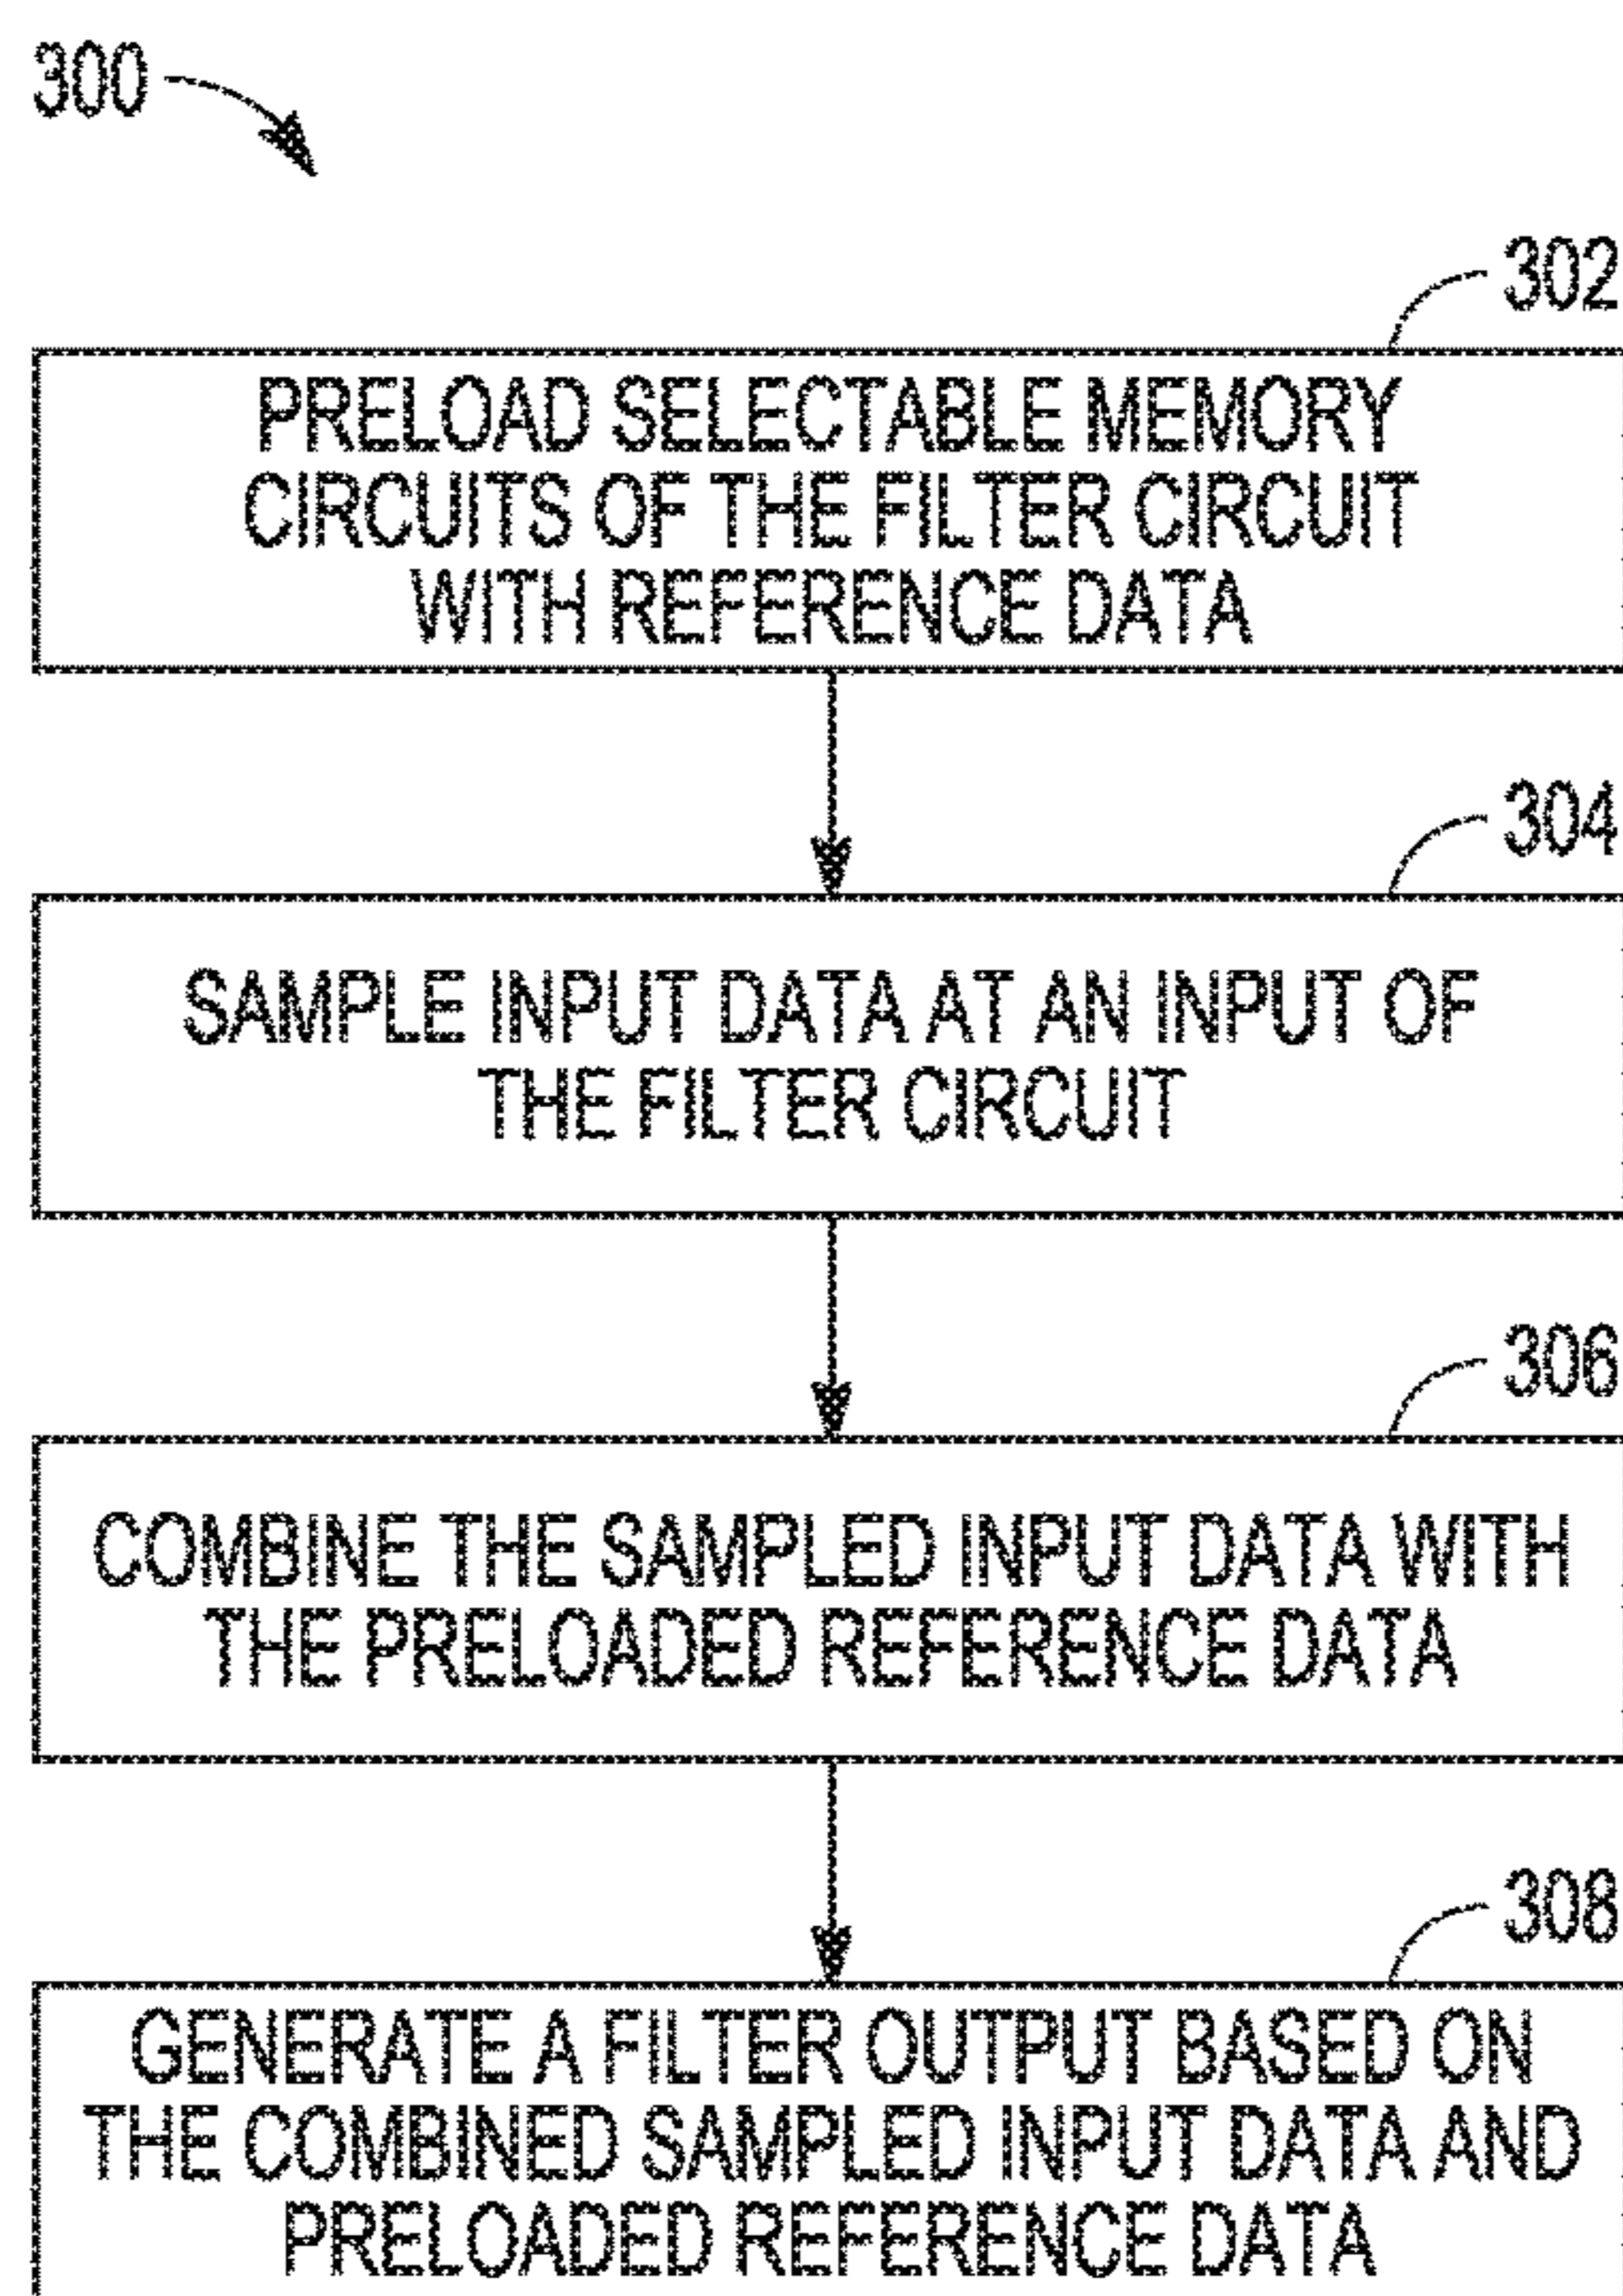 300
302
PRELOAD SELECTABLE MEMORY
CIRCUITS OF THE FILTER CIRCUIT
WITH REFERENCE DATA
304
SAMPLE INPUT DATA AT AN INPUT OF
THE FILTER CIRCUIT
306
COMBINE THE SAMPLED INPUT DATA WITH
THE PRELOADED REFERENCE DATA
308
GENERATE A FILTER OUTPUT BASED ON
THE COMBINED SAMPLED INPUT DATA AND
PRELOADED REFERENCE DATA